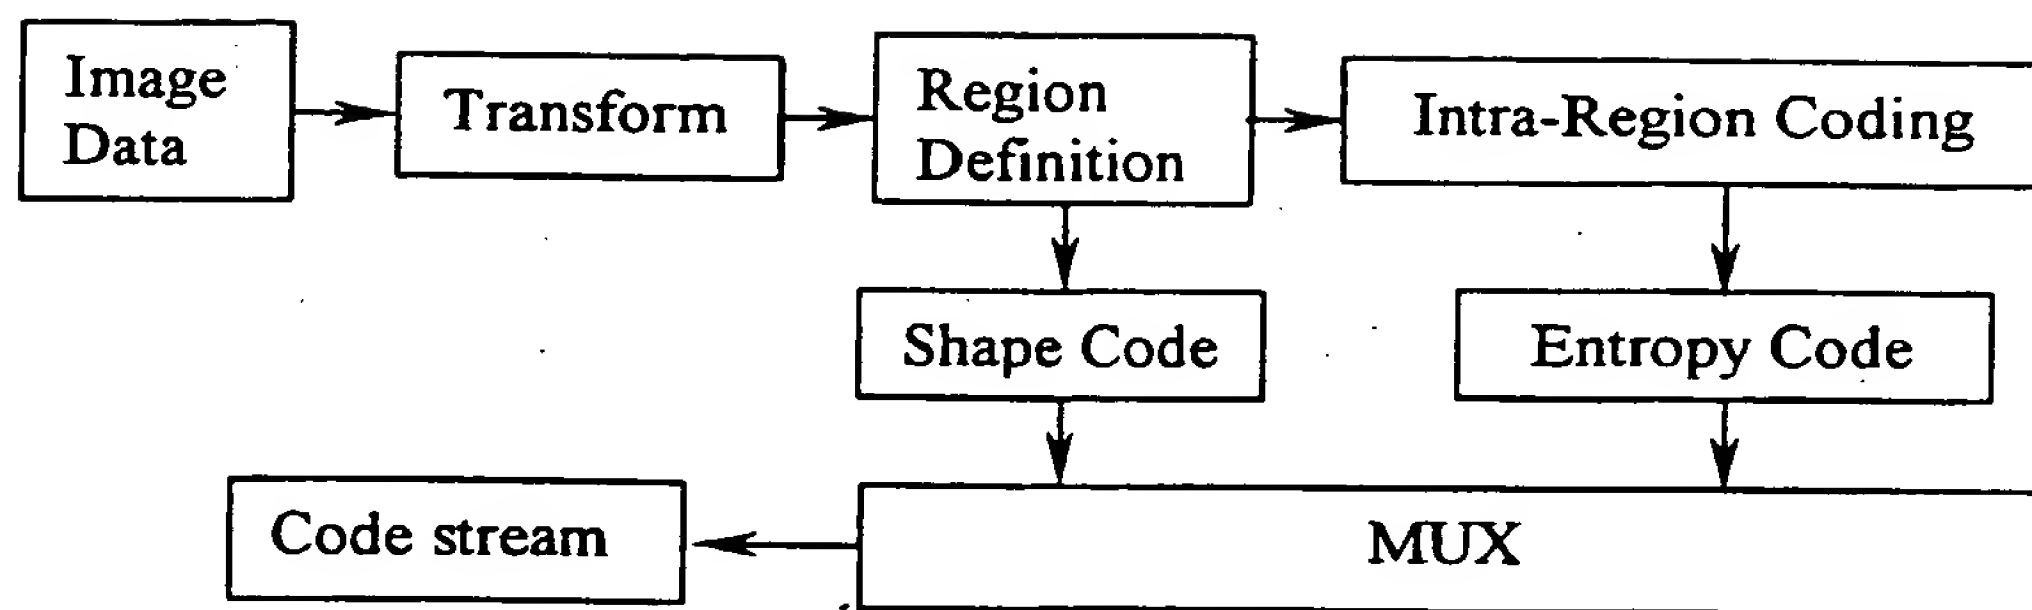 Image
Data
Transform
Region
Definition
Intra-Region Coding
Shape Code
Entropy Code
Code stream
MUX